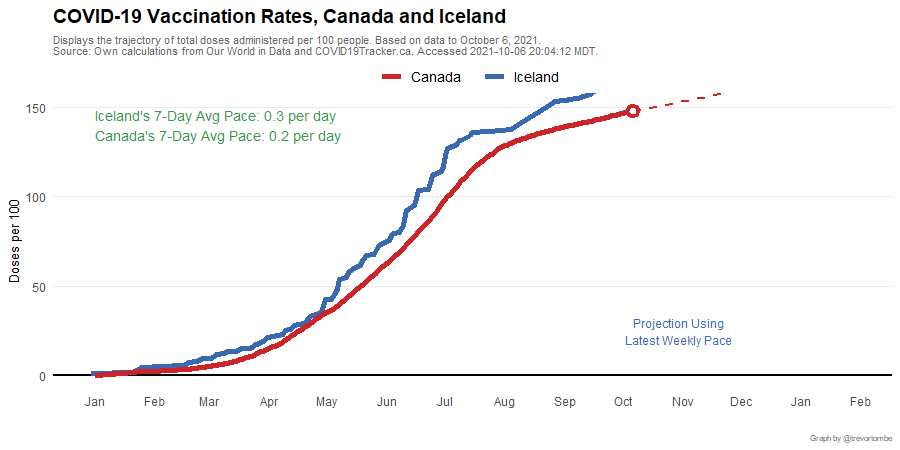 COVID-19 Vaccination Rates, Canada and Iceland
Displays the trajectory of total doses administered per 100 people. Based on data to October 6, 2021.
Source: Own calculations from Our World in Data and COVID19Tracker.ca. Accessed 2021-10-06 20:04:12 MDT.
Canada Iceland
Iceland's 7-Day Avg Pace: 0.3 per day
Canada's 7-Day Avg Pace: 0.2 per day
Doses per 100
150
100
50
0
Projection Using
Latest Weekly Pace
Jan Feb Mar Apr May Jun Jul Aug Sep Oct Nov Dec Jan Feb
Graph by @trevortombe